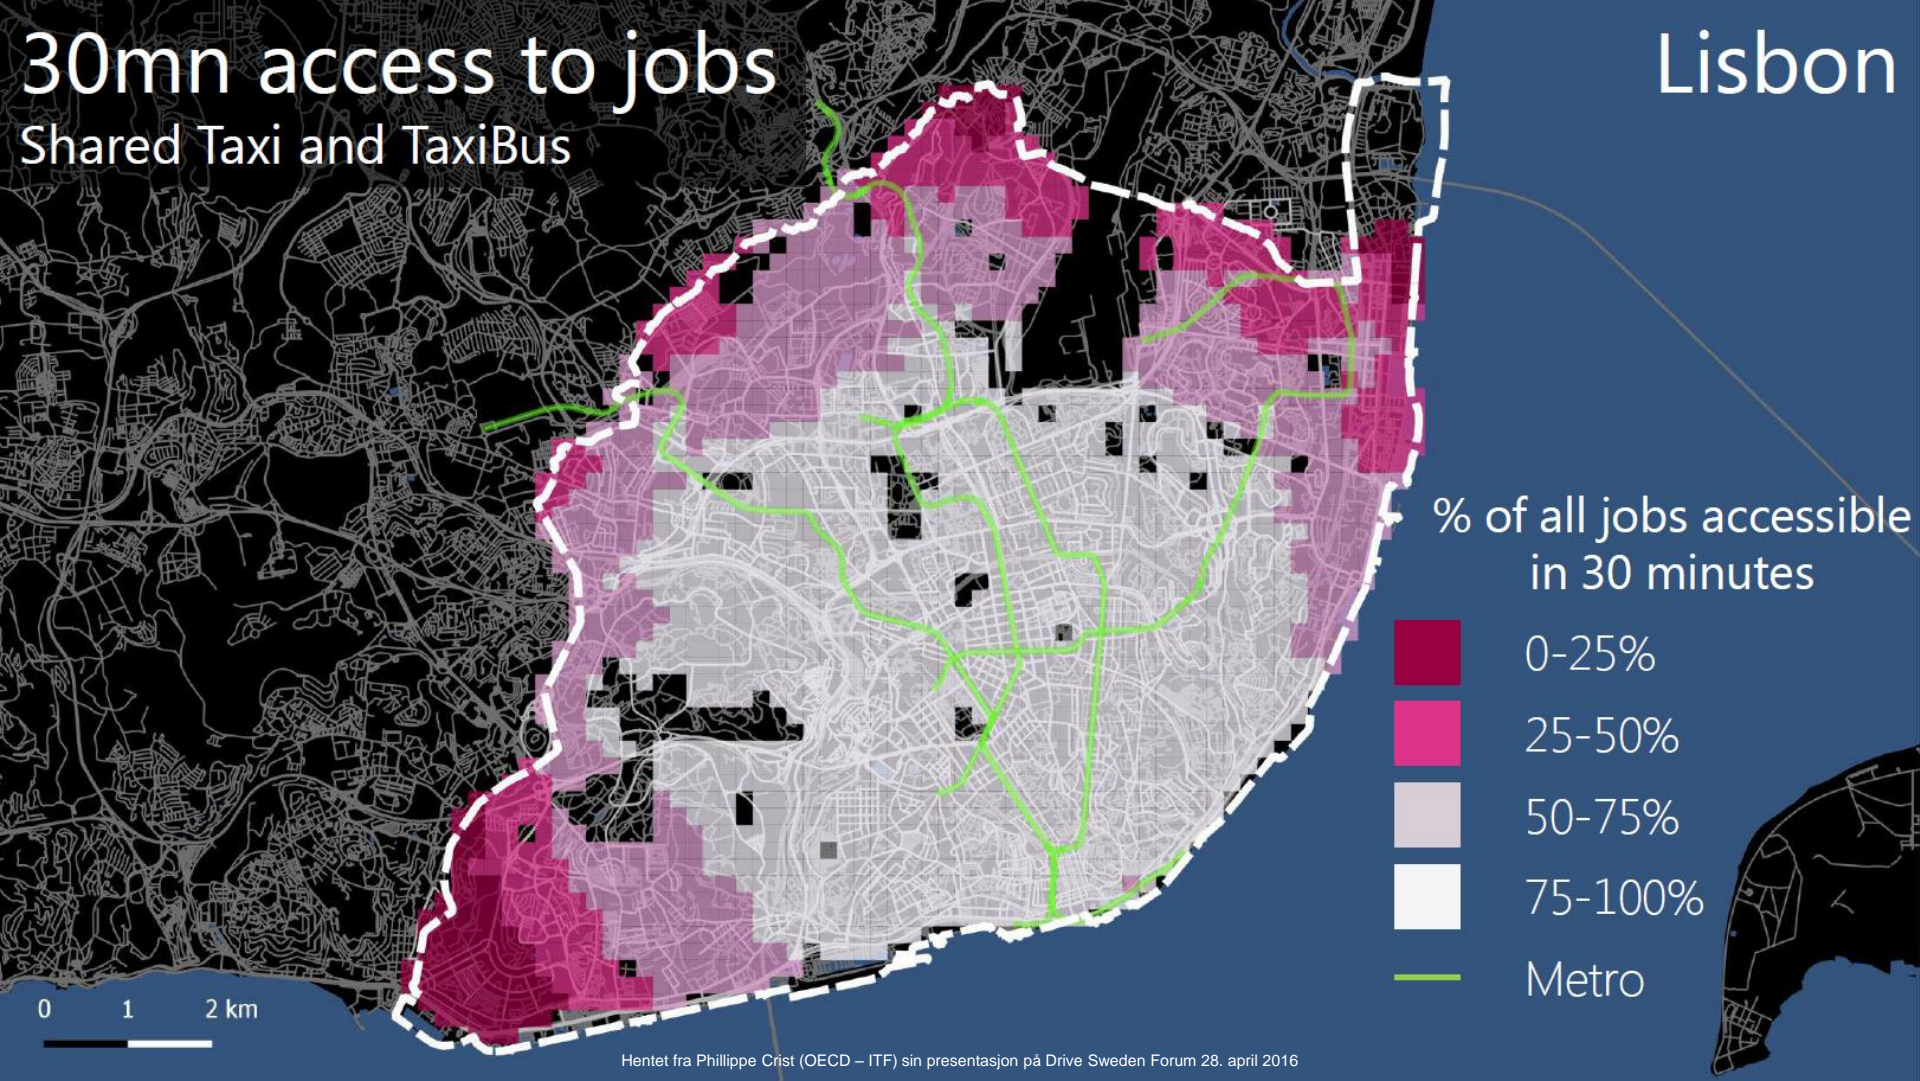 30mn access to jobs
Shared Taxi and TaxiBus
Lisbon
% of all jobs accessible
in 30 minutes
0-25%
25-50%
50-75%
75-100%
Metro
0 1 2 km
Hentet fra Phillippe Crist (OECD – ITF) sin presentasjon på Drive Sweden Forum 28. april 2016